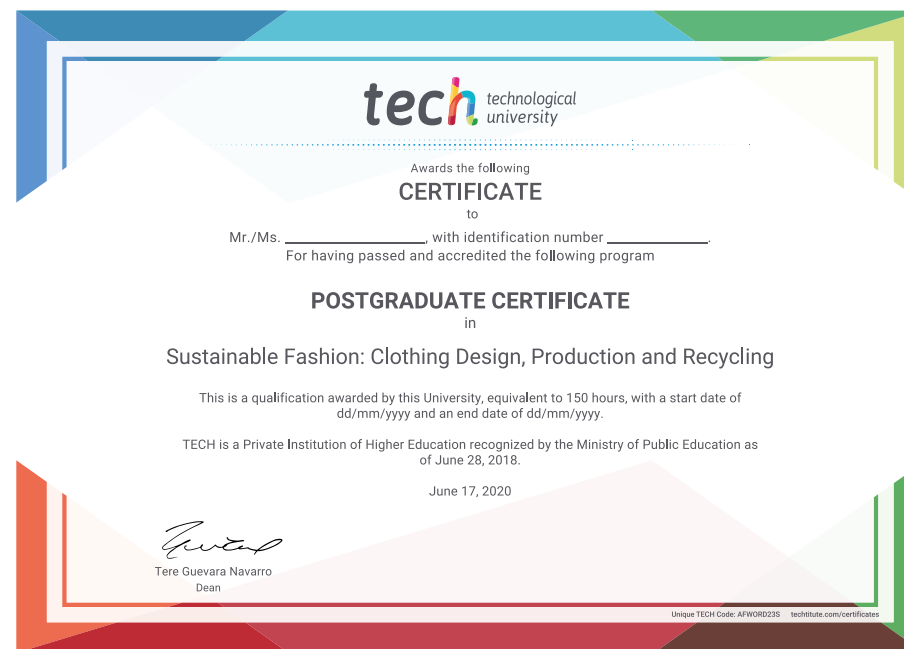 tech technological
university
Awards the following
CERTIFICATE
to
Mr./Ms. ____________________, with identification number ______________.
For having passed and accredited the following program
POSTGRADUATE CERTIFICATE
in
Sustainable Fashion: Clothing Design, Production and Recycling
This is a qualification awarded by this University, equivalent to 150 hours, with a start date of
dd/mm/yyyy and an end date of dd/mm/yyyy.
TECH is a Private Institution of Higher Education recognized by the Ministry of Public Education as
of June 28, 2018.
June 17, 2020
Tere Guevara Navarro
Dean
Unique TECH Code: AFWORD23S techtitute.com/certificates